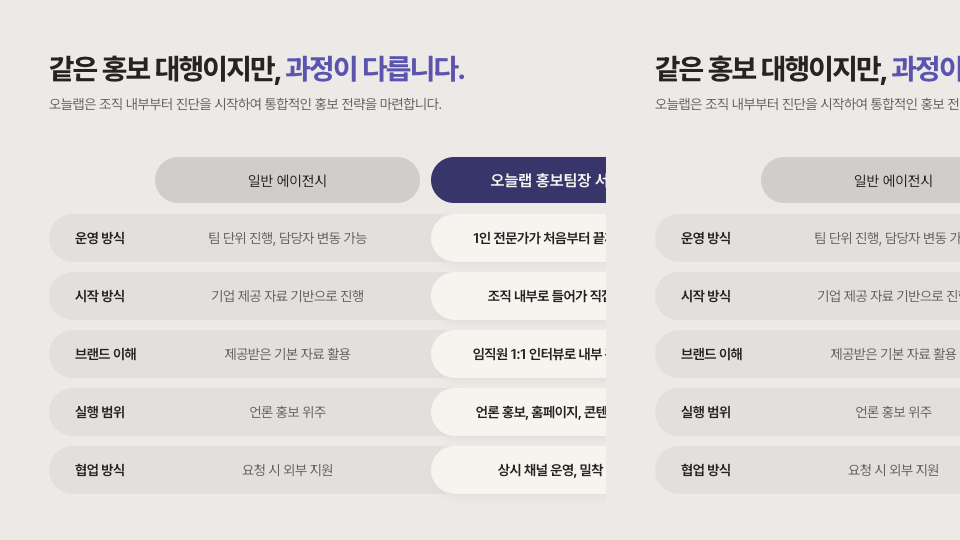 같은 홍보 대행이지만, 과정이 다릅니다.
오늘랩은 조직 내부부터 진단을 시작하여 통합적인 홍보 전략을 마련합니다.
일반 에이전시 오늘랩 홍보팀장
운영 방식 팀 단위 진행, 담당자 변동 가능 1인 전문가가 처음부터
시작 방식 기업 제공 자료 기반으로 진행 조직 내부로 들어가
브랜드 이해 제공받은 기본 자료 활용 임직원 1:1 인터뷰로 내부
실행 범위 언론 홍보 위주 언론 홍보, 홈페이지,
협업 방식 요청 시 외부 지원 상시 채널 운영, 밀착
같은 홍보 대행이지만, 과정이
오늘랩은 조직 내부부터 진단을 시작하여 통합적인 홍보
일반 에이전시
운영 방식 팀 단위 진행, 담당자 변동
시작 방식 기업 제공 자료 기반으로
브랜드 이해 제공받은 기본 자료 활용
실행 범위 언론 홍보 위주
협업 방식 요청 시 외부 지원